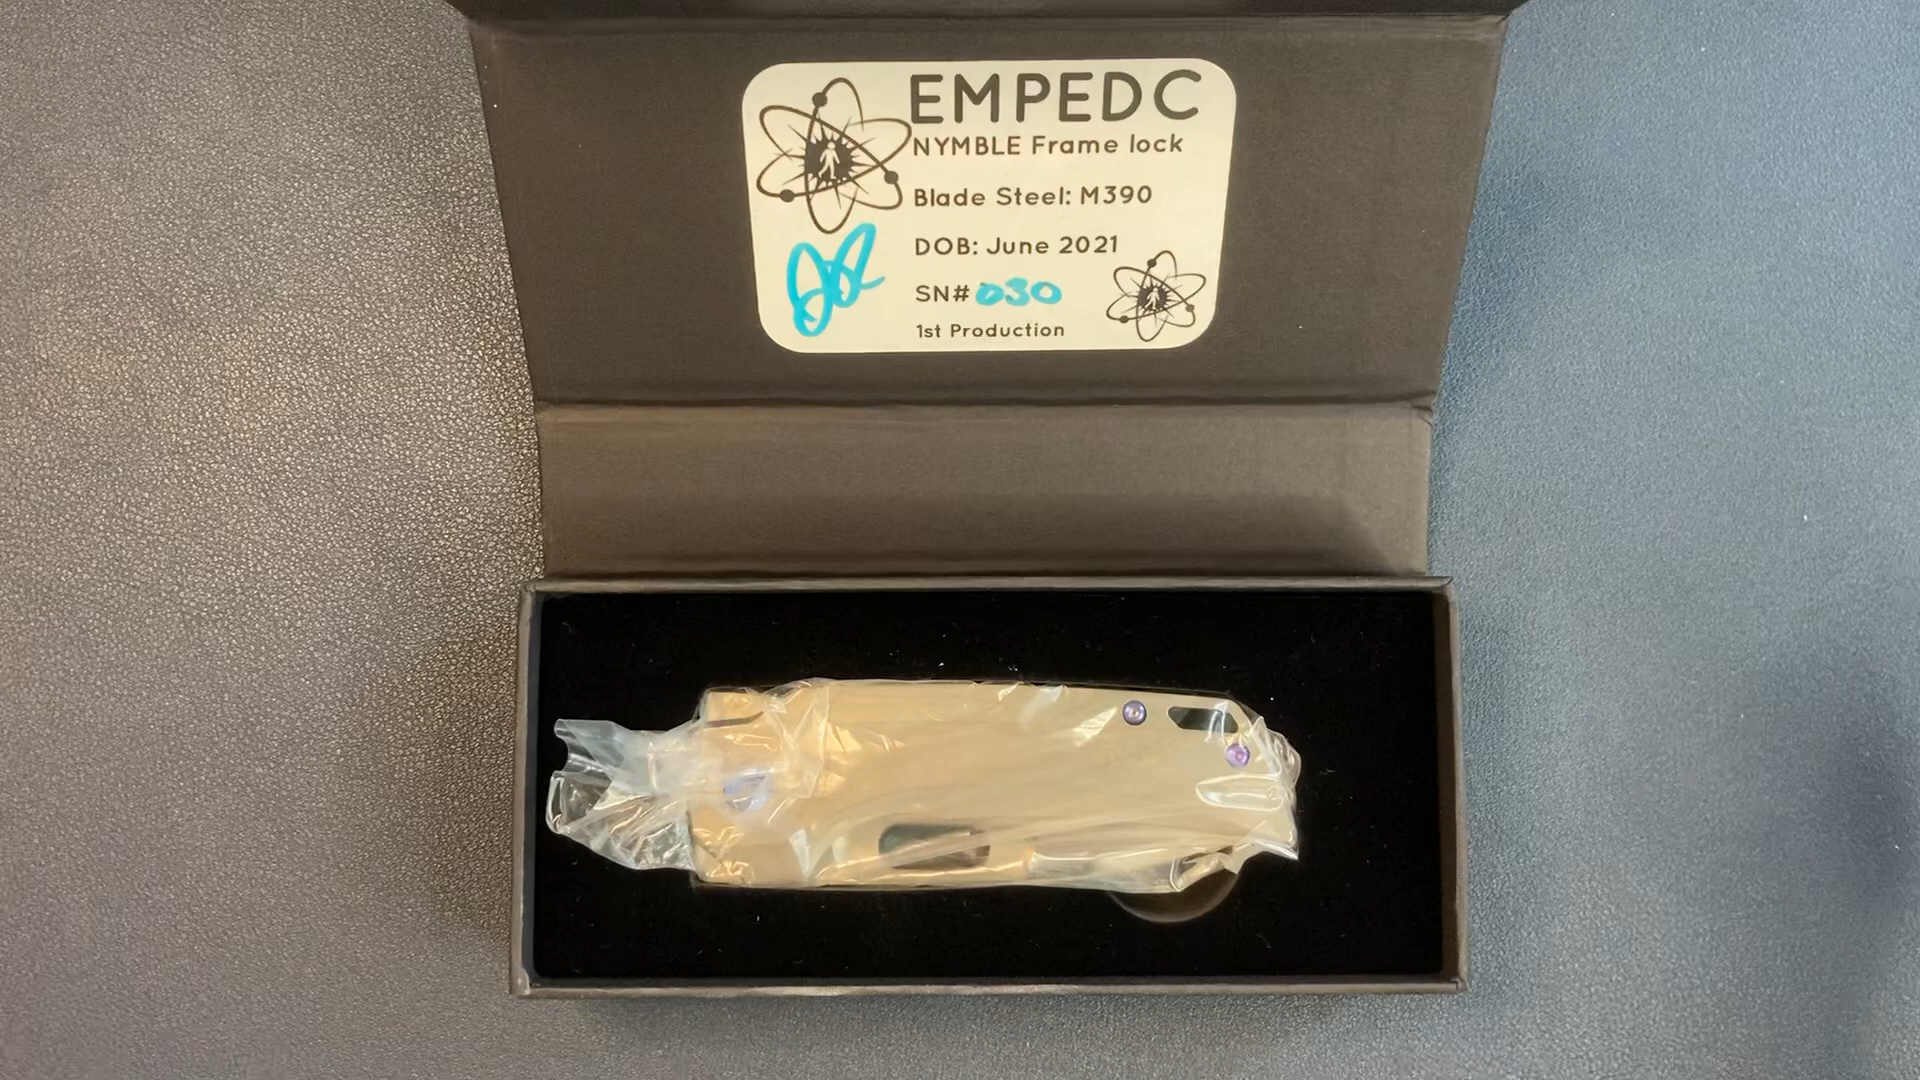 EMPEDC
NYMBLE Frame lock
Blade Steel: M390
DOB: June 2021
SN# 030
1st Production